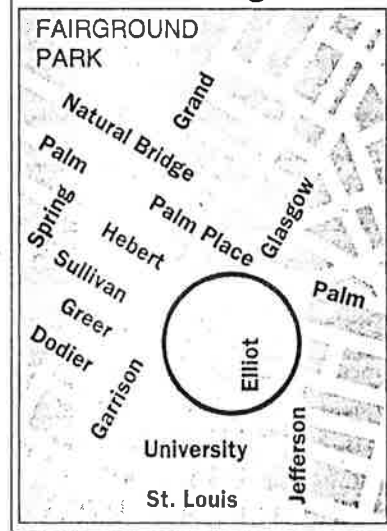 FAIRGROUND
PARK
Grand
Natural Bridge
Palm
Glasgow
Spring
Palm Place
Hebert
Sullivan
Palm
Greer
Dodier
Elliot
Garrison
University
Jefferson
St. Louis